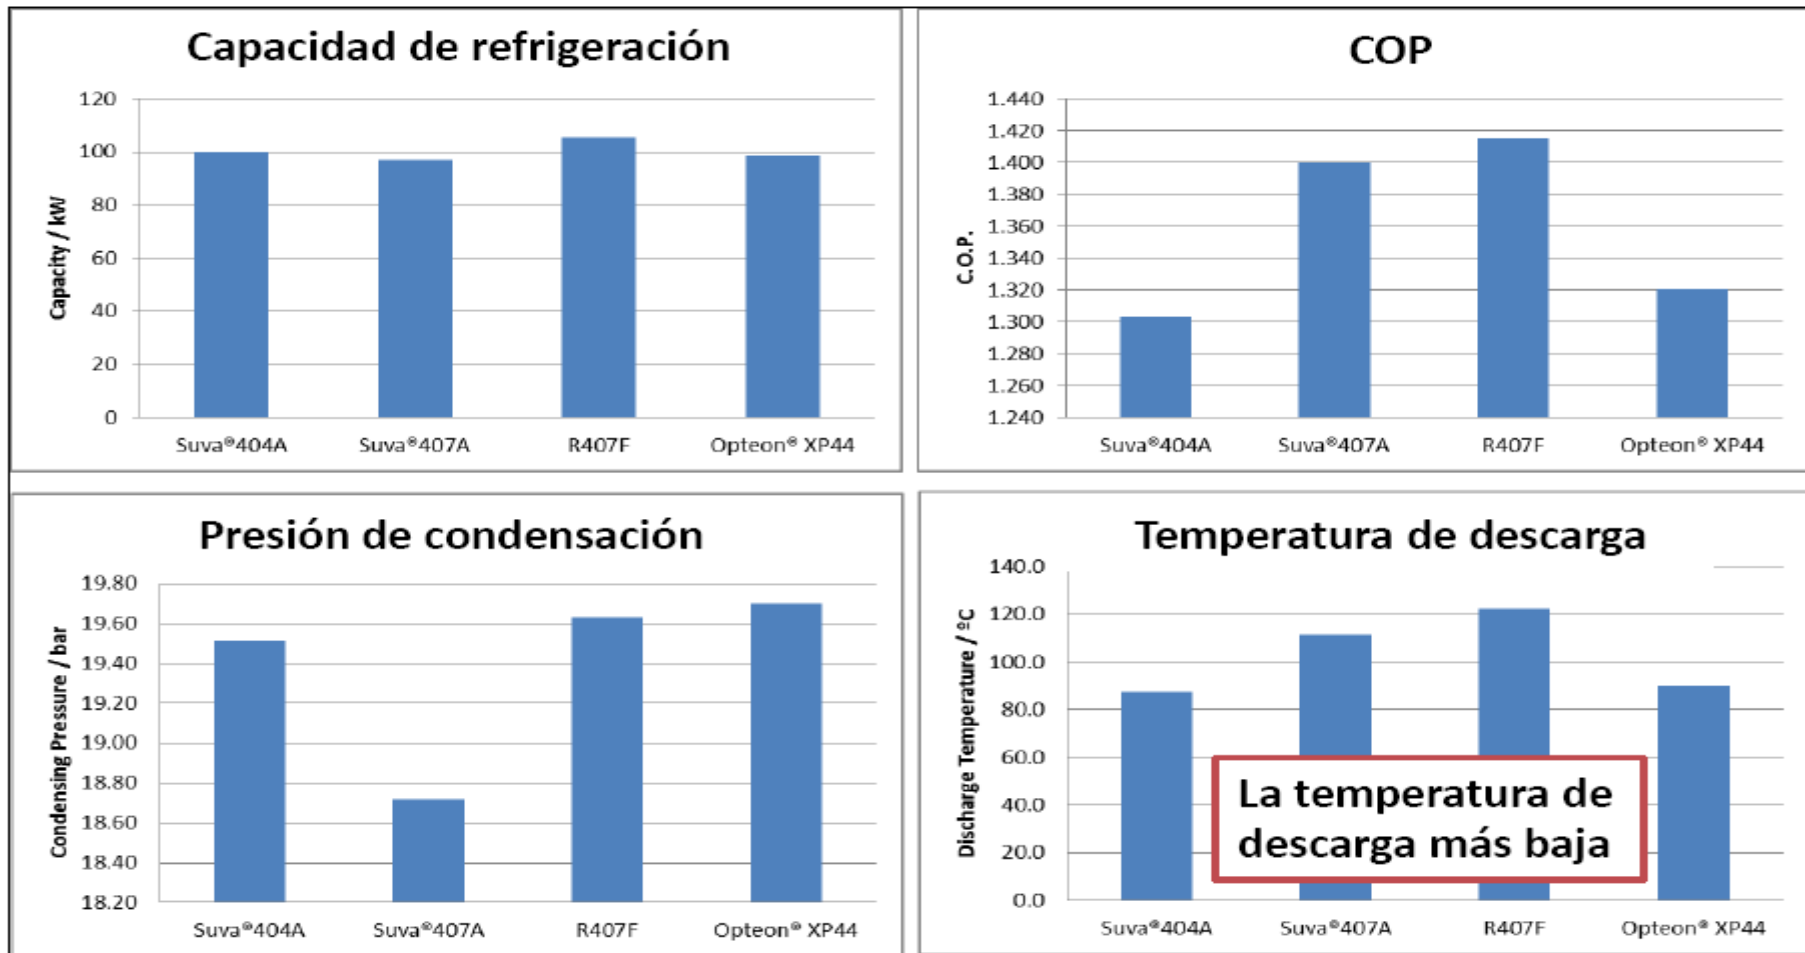 Capacidad de refrigeración
120
100
80
60
40
20
0
Capacity / kW
Suva®404A Suva®407A R407F Opteon® XP44
COP
1.440
1.420
1.400
1.380
1.360
1.340
1.320
1.300
1.280
1.260
1.240
C.O.P.
Suva®404A Suva®407A R407F Opteon® XP44
Presión de condensación
19.80
19.60
19.40
19.20
19.00
18.80
18.60
18.40
18.20
Condensing Pressure / bar
Suva®404A Suva®407A R407F Opteon® XP44
Temperatura de descarga
140.0
120.0
100.0
80.0
60.0
40.0
20.0
0.0
Discharge Temperature / ºC
La temperatura de
descarga más baja
Suva®404A Suva®407A R407F Opteon® XP44